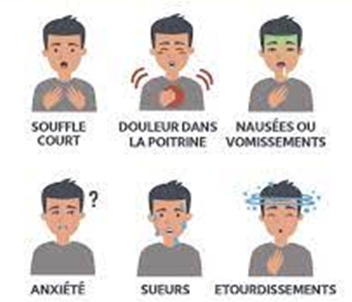 SOUFFLE
COURT
DOULEUR DANS
LA POITRINE
NAUSÉES OU
VOMISSEMENTS
?
ANXIÉTÉ
SUEURS
ETOURDISSEMENTS